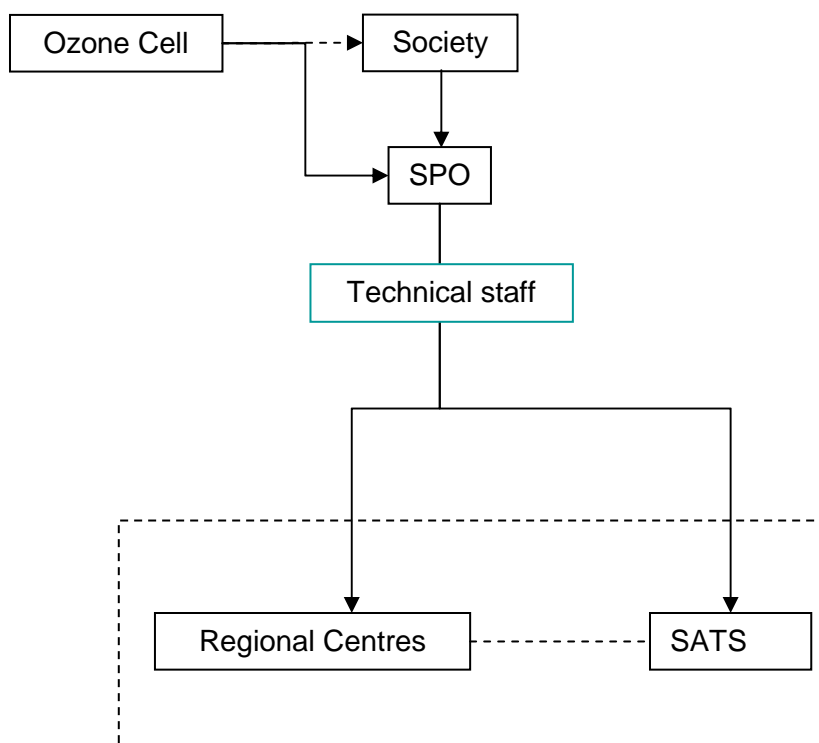 Ozone Cell
Society
SPO
Technical staff
Regional Centres
SATS